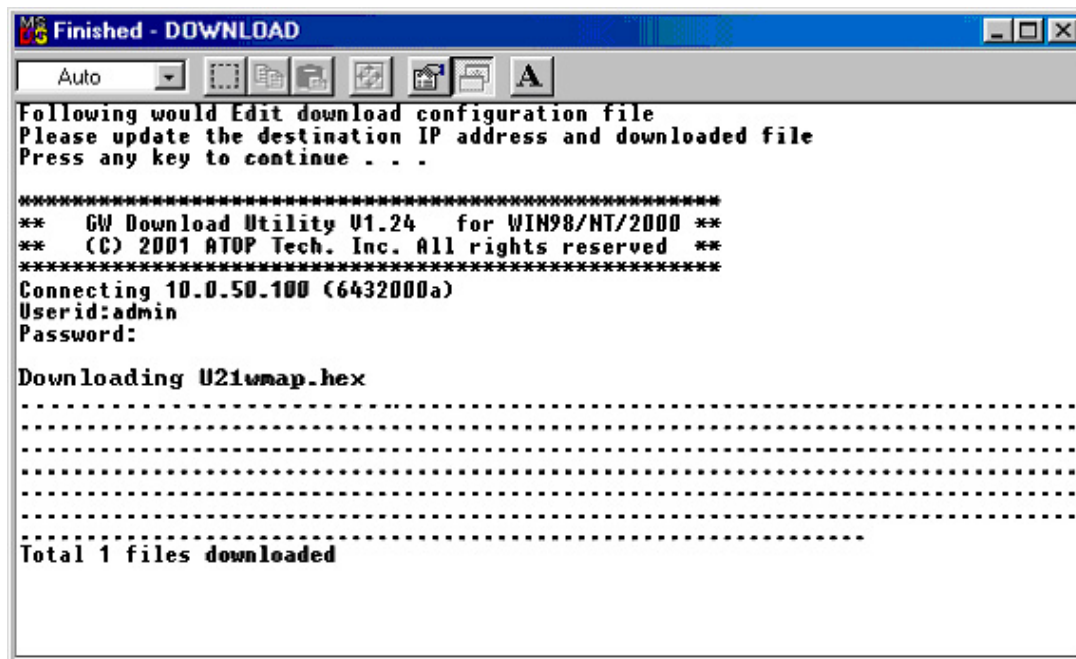 Finished - DOWNLOAD
Auto
A
Following would Edit download configuration file
Please update the destination IP address and downloaded file
Press any key to continue . . .
*****************************************************
**   GW Download Utility V1.24   for WIN98/NT/2000 **
**   (C) 2001 ATOP Tech. Inc. All rights reserved  **
*****************************************************
Connecting 10.0.50.100 (6432000a)
Userid:admin
Password:
Downloading U21wmap.hex
................................................................................
................................................................................
................................................................................
................................................................................
................................................................................
................................................................................
................................................................
Total 1 files downloaded